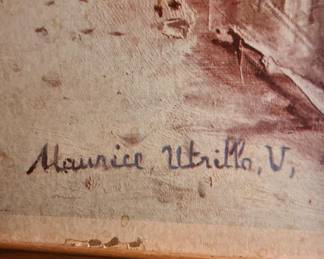 Maurice, Utrillo, V,